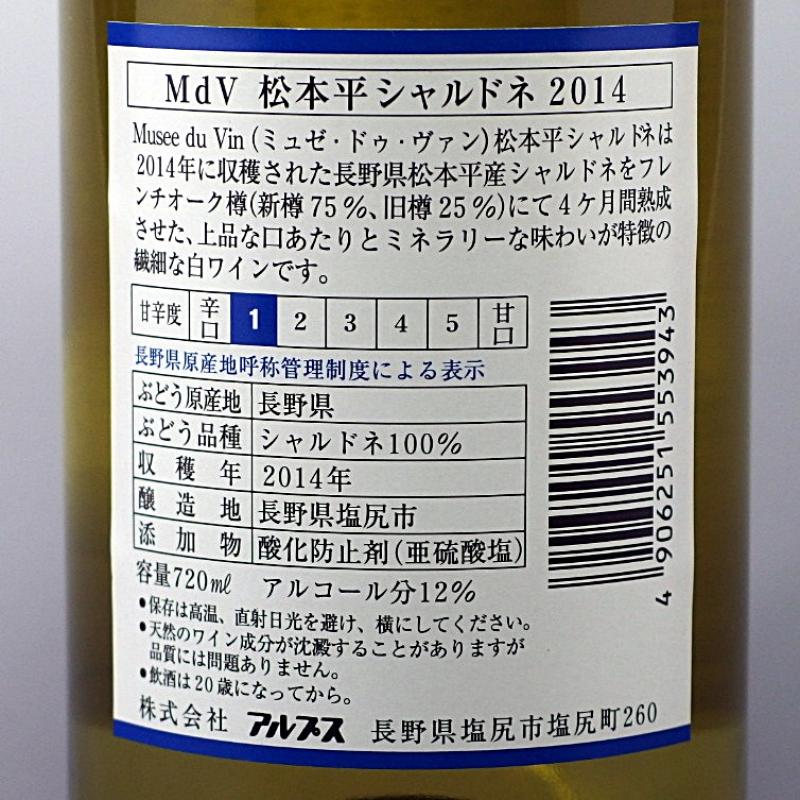 MdV 松本平シャルドネ 2014
Musee du Vin (ミュゼ・ドゥ・ヴァン)松本平シャルドネは
2014年に収穫された長野県松本平産シャルドネをフレ
ンチオーク樽(新樽 75 %、旧樽 25 %)にて 4 ケ月間熟成
させた、上品な口あたりとミネラリーな味わいが特徴の
繊細な白ワインです。
甘辛度 辛口 1 2 3 4 5 甘口
長野県原産地呼称管理制度による表示
ぶどう原産地 長野県
ぶどう品種 シャルドネ100%
収穫年 2014年
醸造地 長野県塩尻市
添加物 酸化防止剤(亜硫酸塩)
容量720ml アルコール分12%
•保存は高温、直射日光を避け、横にしてください。
•天然のワイン成分が沈澱することがありますが
品質には問題ありません。
•飲酒は20歳になってから。
株式会社 アルプス 長野県塩尻市塩尻町260
4 906251 553943